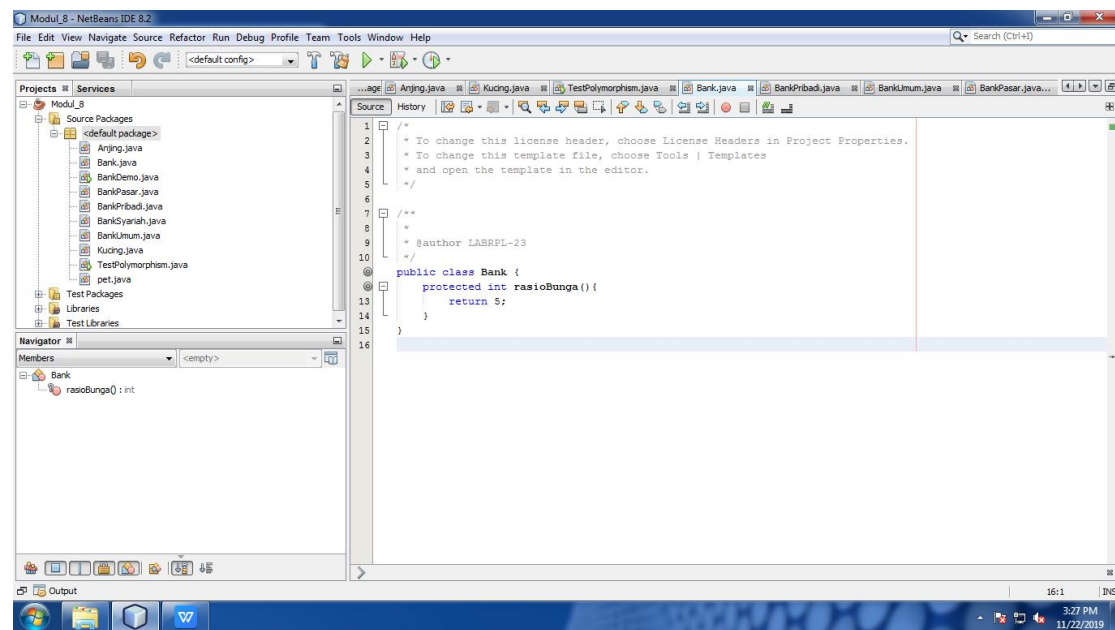 Modul_8 - NetBeans IDE 8.2
File Edit View Navigate Source Refactor Run Debug Profile Team Tools Window Help
Search (Ctrl+I)
<default config>
Projects Services
Modul_8
Source Packages
<default package>
Anjing.java
Bank.java
BankDemo.java
BankPasar.java
BankPribadi.java
BankSyariah.java
BankUmum.java
Kucing.java
TestPolymorphism.java
pet.java
Test Packages
Libraries
Test Libraries
Navigator
Members <empty>
Bank
rasioBunga() : int
...age Anjing.java Kucing.java TestPolymorphism.java Bank.java BankPribadi.java BankUmum.java BankPasar.java...
Source History
1 /*
2 * To change this license header, choose License Headers in Project Properties.
3 * To change this template file, choose Tools | Templates
4 * and open the template in the editor.
5 */
6
7 /**
8 *
9 * @author LABRPL-23
10 */
public class Bank {
protected int rasioBunga(){
13 return 5;
14 }
15 }
16
Output
16:1 INS
3:27 PM
11/22/2019